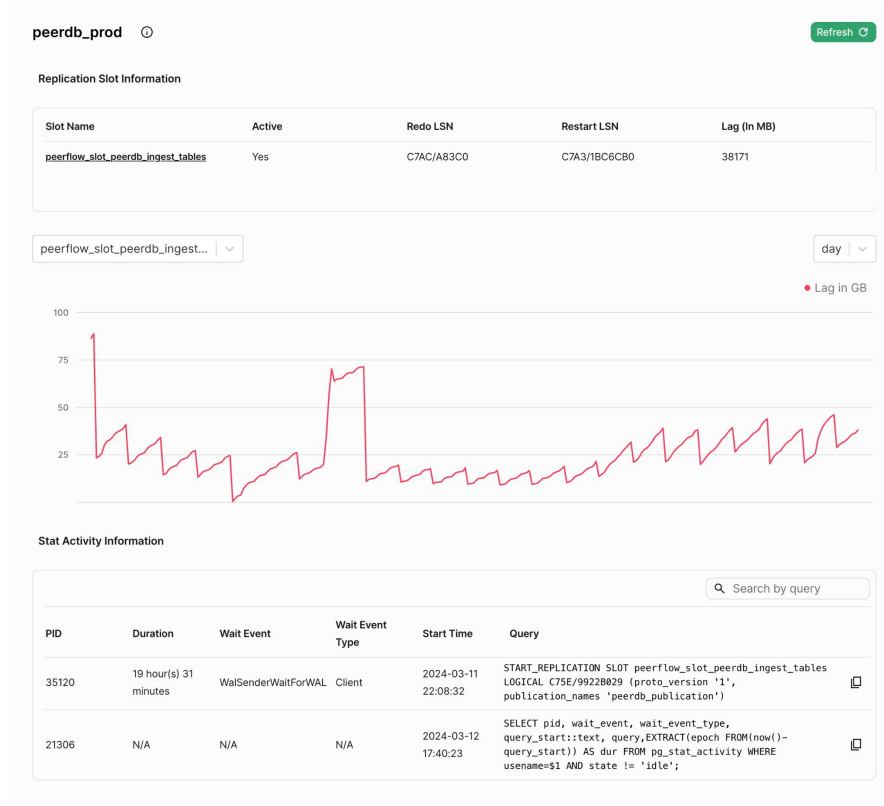 peerdb_prod
Refresh
Replication Slot Information
Slot Name Active Redo LSN Restart LSN Lag (In MB)
peerflow_slot_peerdb_ingest_tables Yes C7AC/A83C0 C7A3/1BC6CB0 38171
peerflow_slot_peerdb_ingest...
day
Lag in GB
100
75
50
25
Stat Activity Information
Search by query
PID Duration Wait Event Wait Event Type Start Time Query
35120
19 hour(s) 31
minutes
WalSenderWaitForWAL
Client
2024-03-11
22:08:32
START_REPLICATION SLOT peerflow_slot_peerdb_ingest_tables
LOGICAL C75E/9922B029 (proto_version '1',
publication_names 'peerdb_publication')
21306
N/A
N/A
N/A
2024-03-12
17:40:23
SELECT pid, wait_event, wait_event_type,
query_start::text, query,EXTRACT(epoch FROM(now()-
query_start)) AS dur FROM pg_stat_activity WHERE
usename=$1 AND state != 'idle';